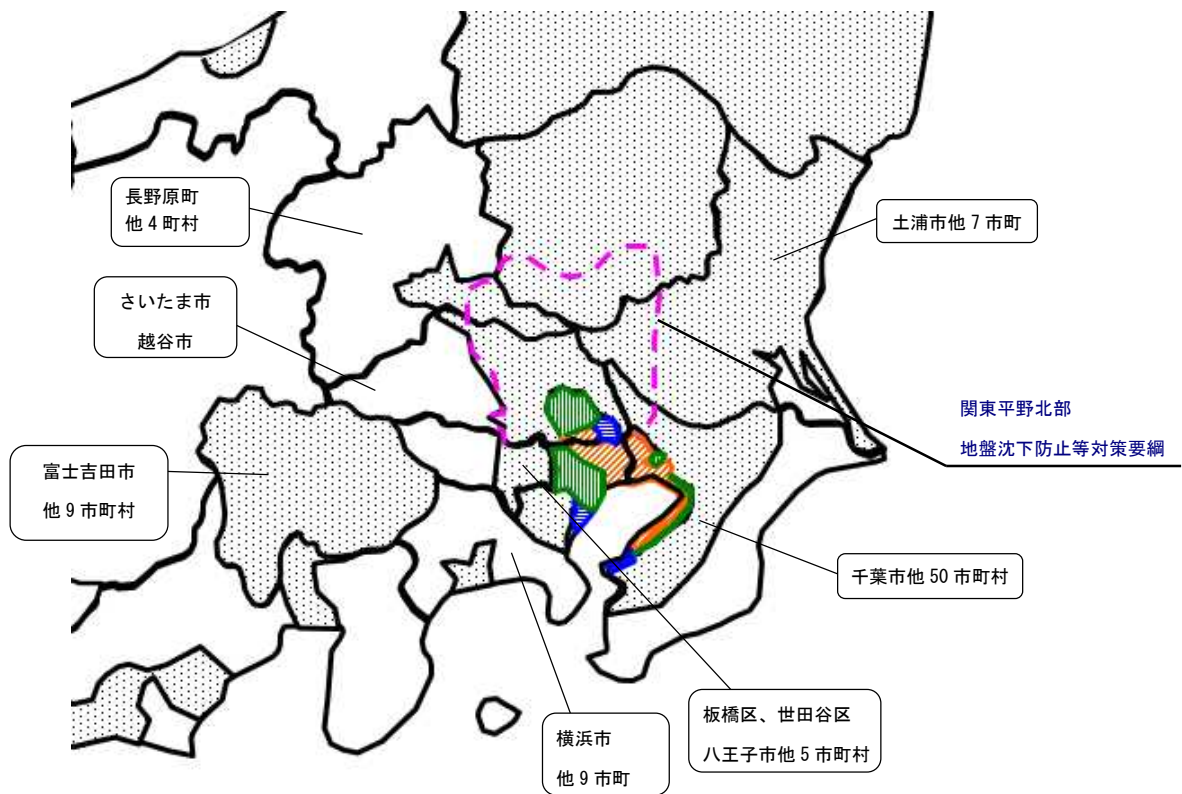 長野原町
他 4 町村
土浦市他 7 市町
さいたま市
越谷市
関東平野北部
地盤沈下防止等対策要綱
富士吉田市
他 9 市町村
千葉市他 50 市町村
板橋区、世田谷区
八王子市他 5 市町村
横浜市
他 9 市町